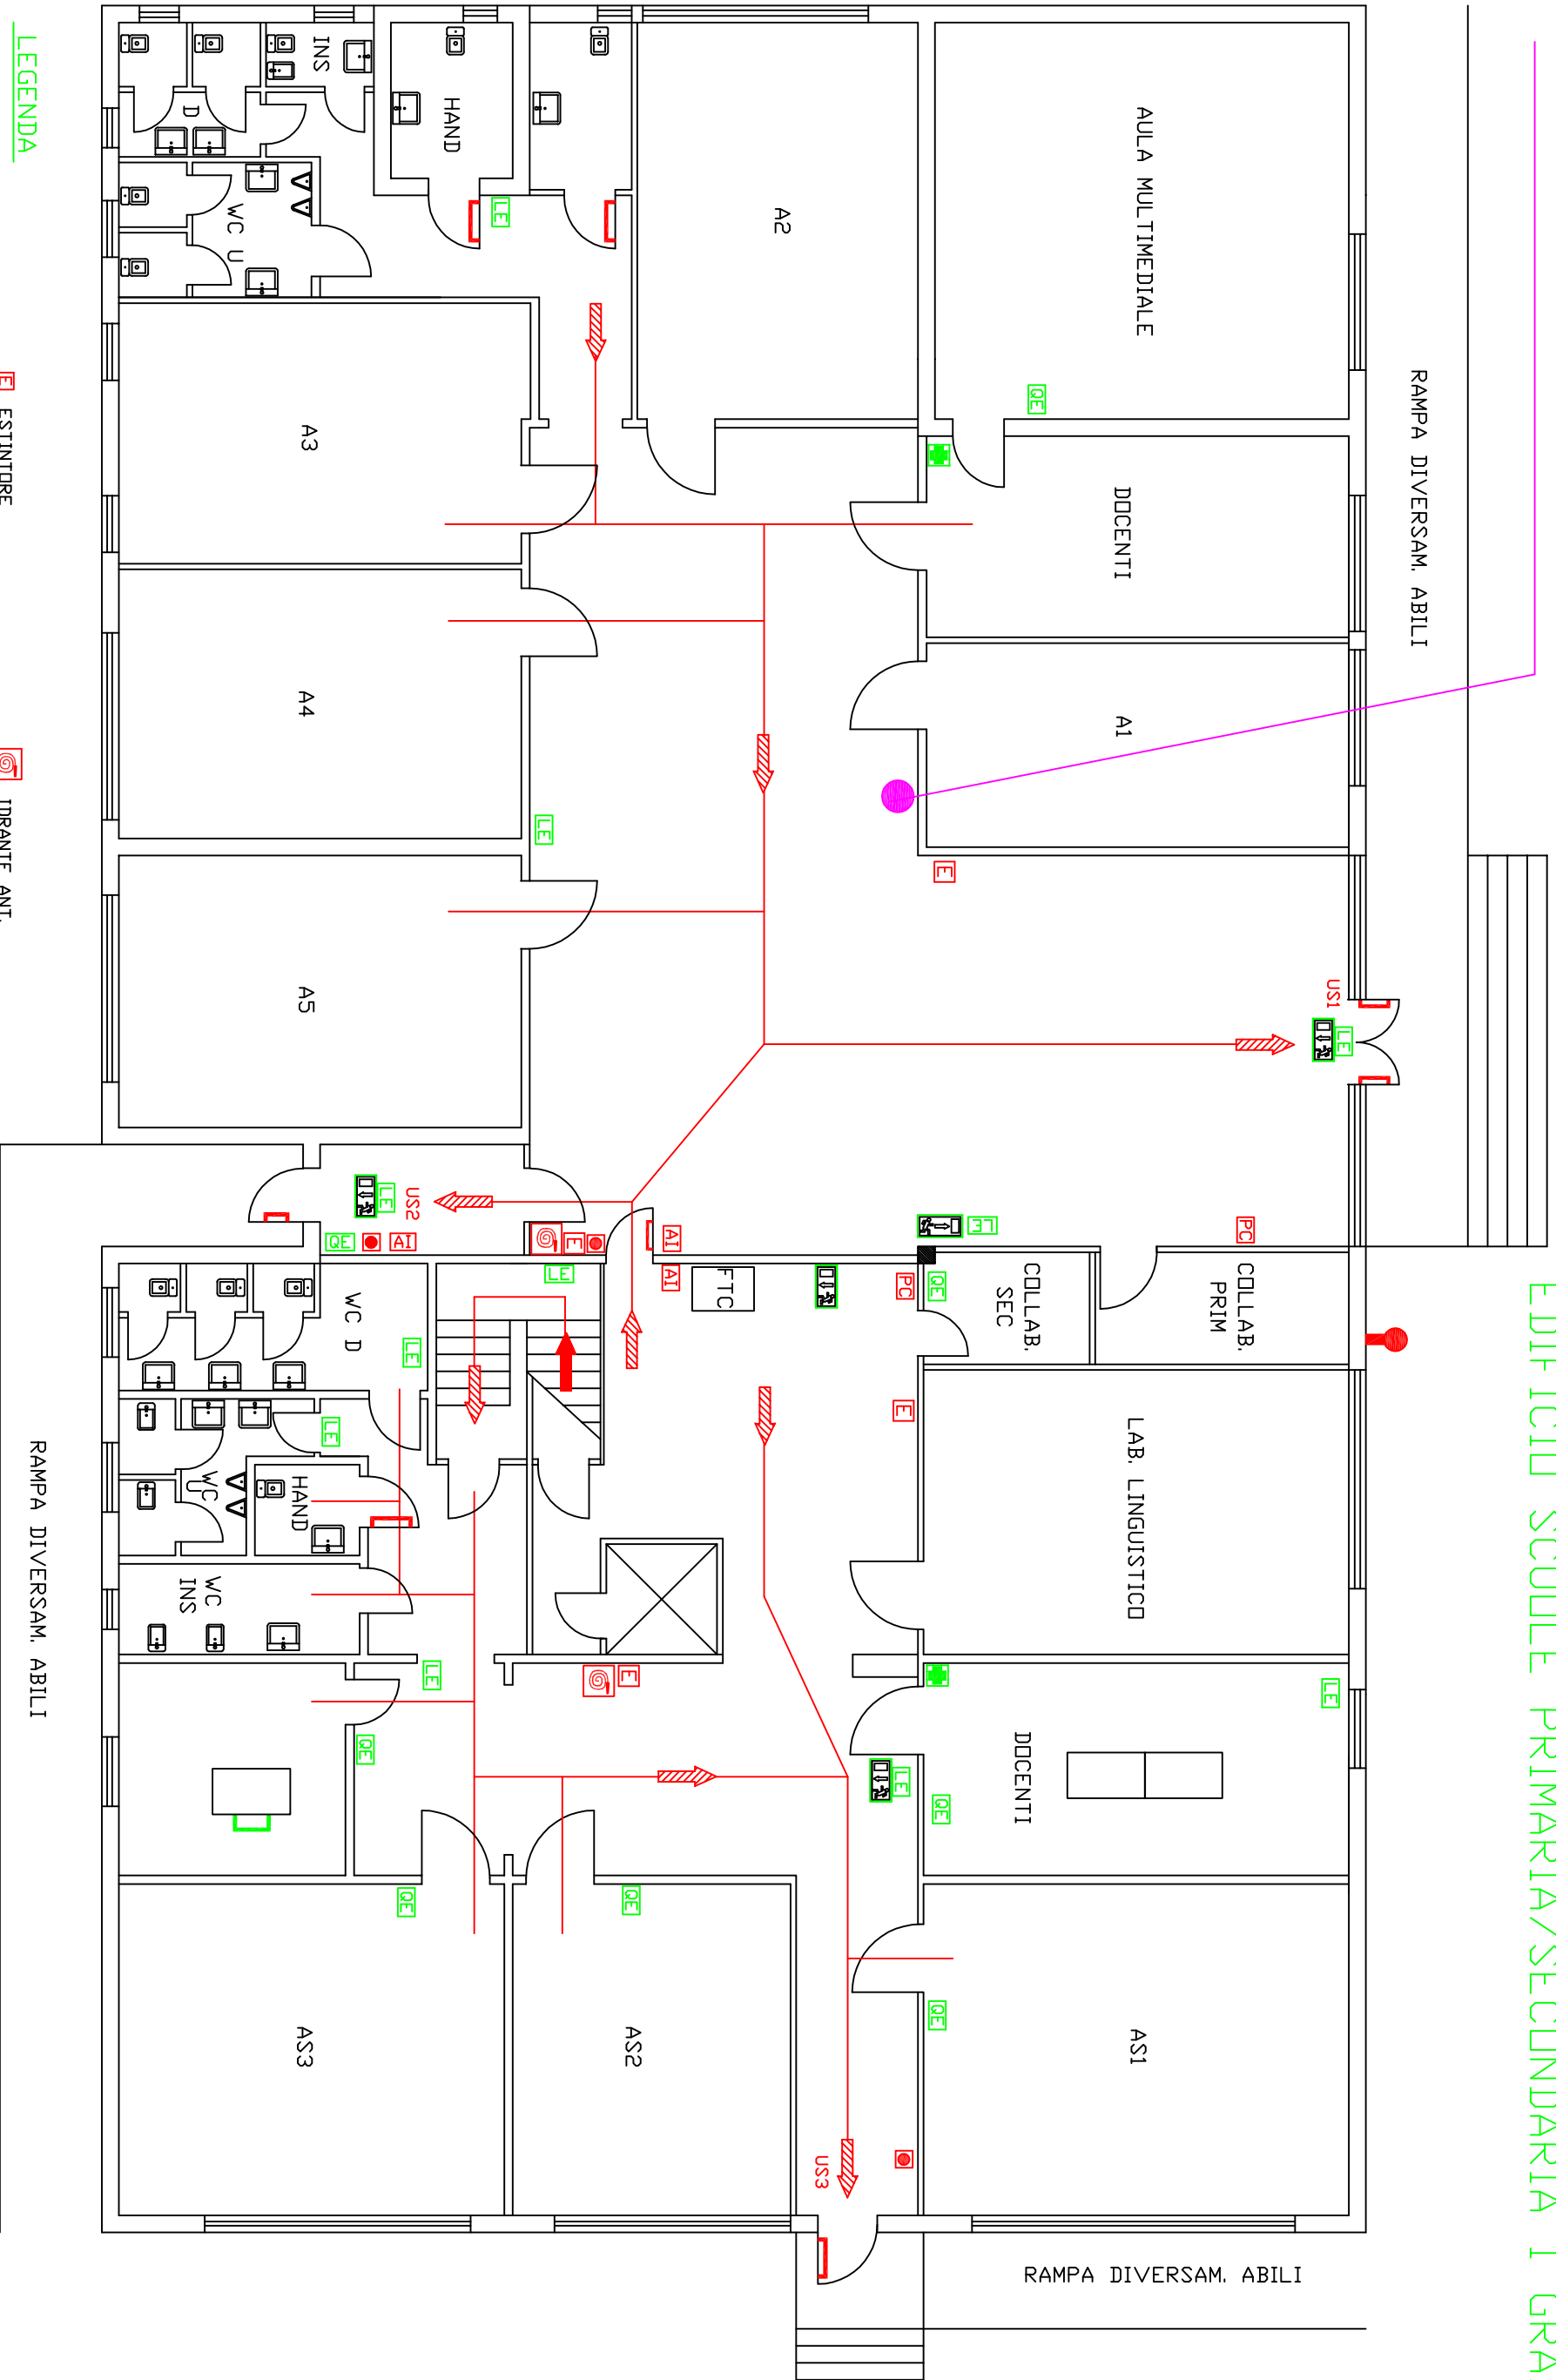 EDIFICIO SCUOLE PRIMARIA/SECONDARIA I GRA
RAMPA DIVERSAM. ABILI
RAMPA DIVERSAM. ABILI
LE
US1
LE
PC
COLLAB.
PRIM
AULA MULTIMEDIALE
DOCENTI
A1
LAB. LINGUISTICO
AS1
QE
COLLAB.
SEC
DOCENTI
LE
E
QE
QE
QE
PC
E
LE
US3
A2
FTC
AI
AI
E
AS2
QE
E
LE
LE
LE
HAND
US2
LE
AI
QE
LE
LE
QE
QE
WC D
LE
INS
A3
A4
A5
HAND
AS3
D
WC U
WC
U
WC
INS
RAMPA DIVERSAM. ABILI
LEGENDA
E ESTINTORE
IDRANTE ANT.